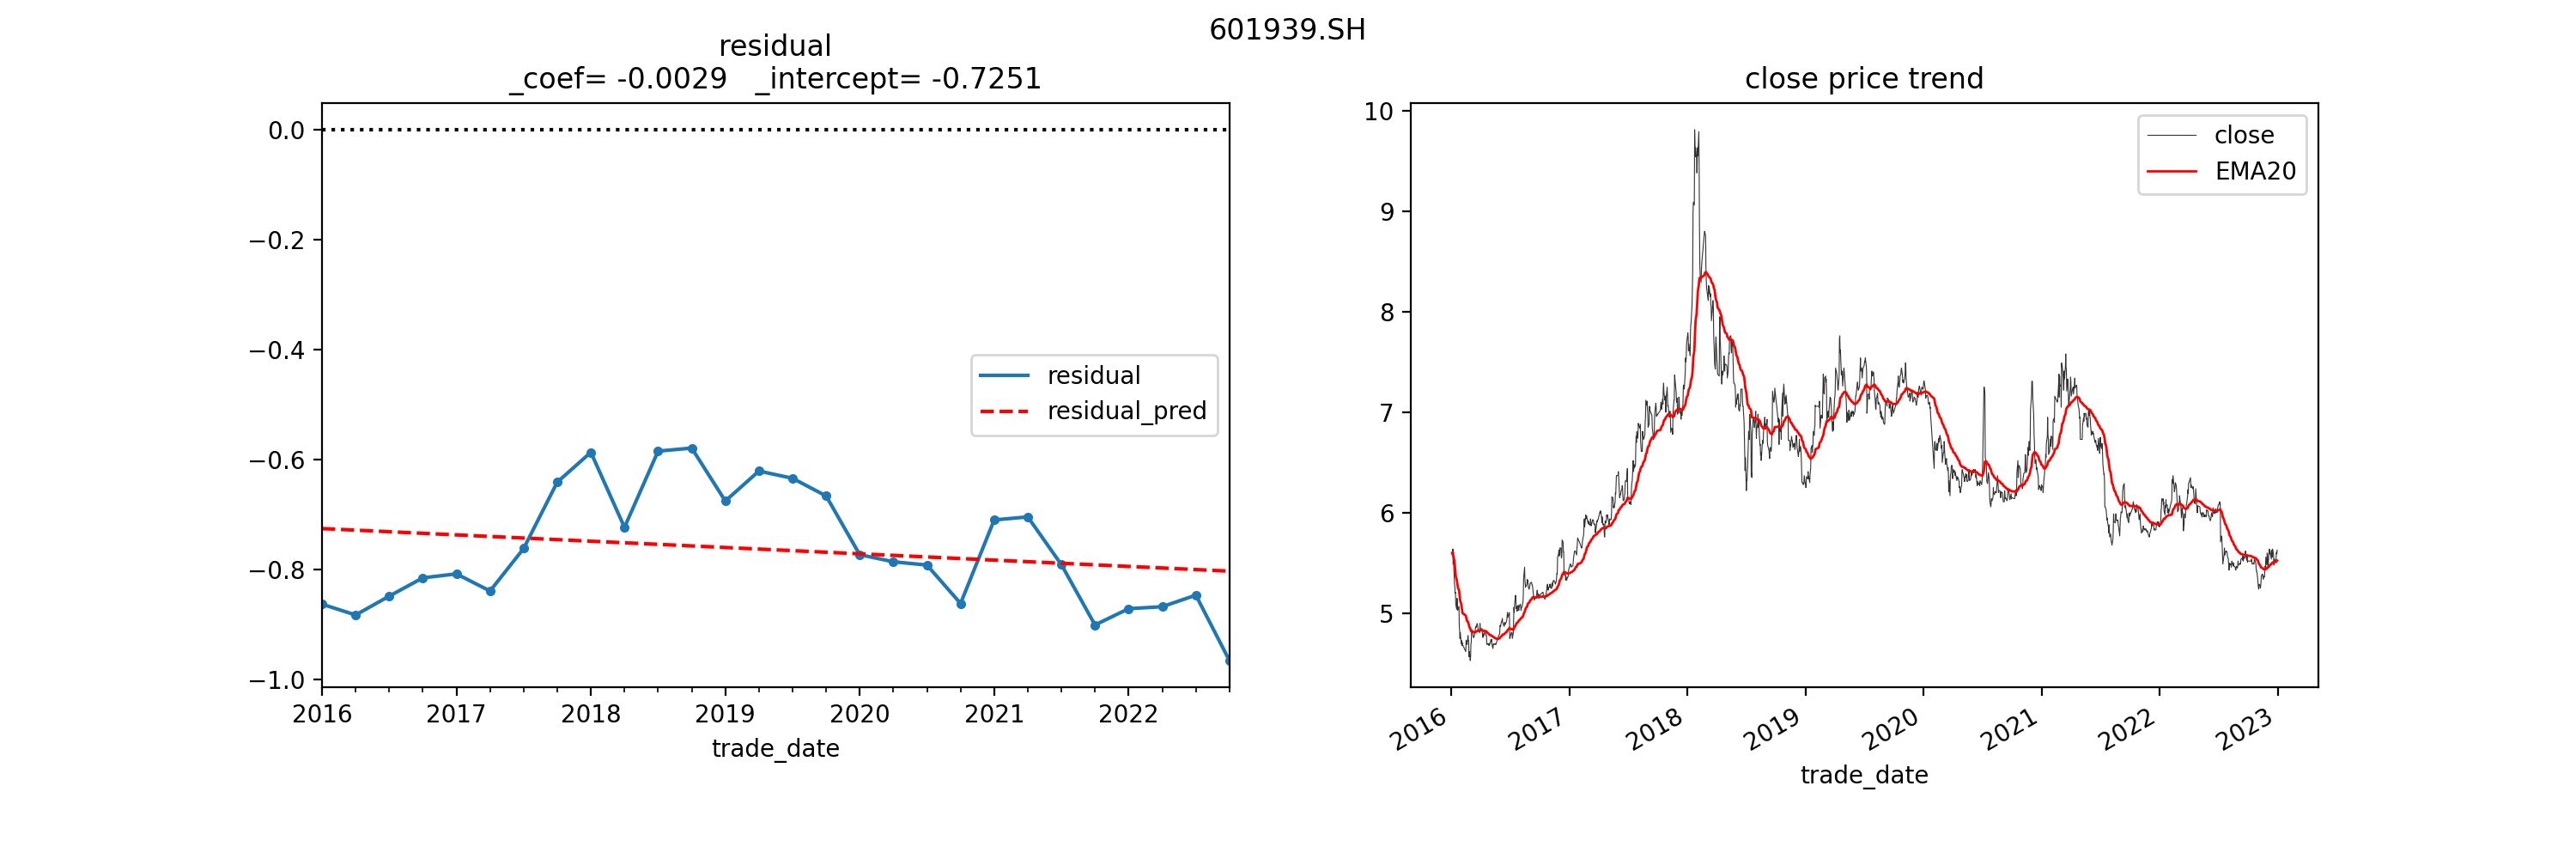 601939.SH
residual
_coef= -0.0029 _intercept= -0.7251
0.0
−0.2
−0.4
−0.6
−0.8
−1.0
residual
residual_pred
2016 2017 2018 2019 2020 2021 2022
trade_date
close price trend
10
9
8
7
6
5
close
EMA20
2016 2017 2018 2019 2020 2021 2022 2023
trade_date